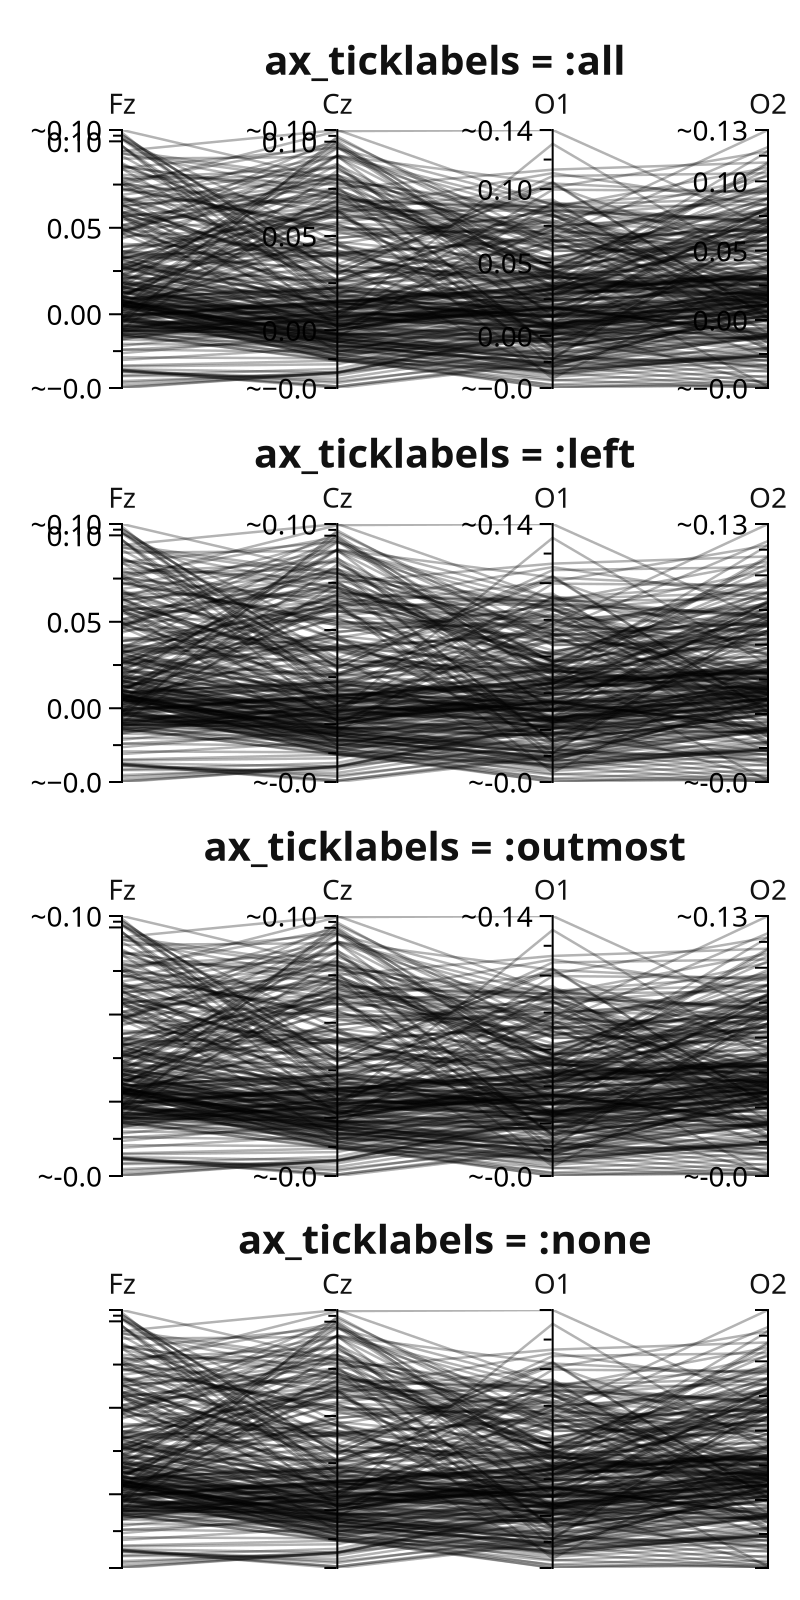 ax_ticklabels = :all
Fz Cz O1 O2
~0.10 ~0.10 ~0.14 ~0.13
0.10 0.10 0.10 0.10
0.05 0.05 0.05 0.05
0.00 0.00 0.00 0.00
~−0.0 ~−0.0 ~−0.0 ~−0.0
ax_ticklabels = :left
Fz Cz O1 O2
~0.10 ~0.10 ~0.14 ~0.13
0.10
0.05
0.00
~−0.0 ~-0.0 ~-0.0 ~-0.0
ax_ticklabels = :outmost
Fz Cz O1 O2
~0.10 ~0.10 ~0.14 ~0.13
~-0.0 ~-0.0 ~-0.0 ~-0.0
ax_ticklabels = :none
Fz Cz O1 O2